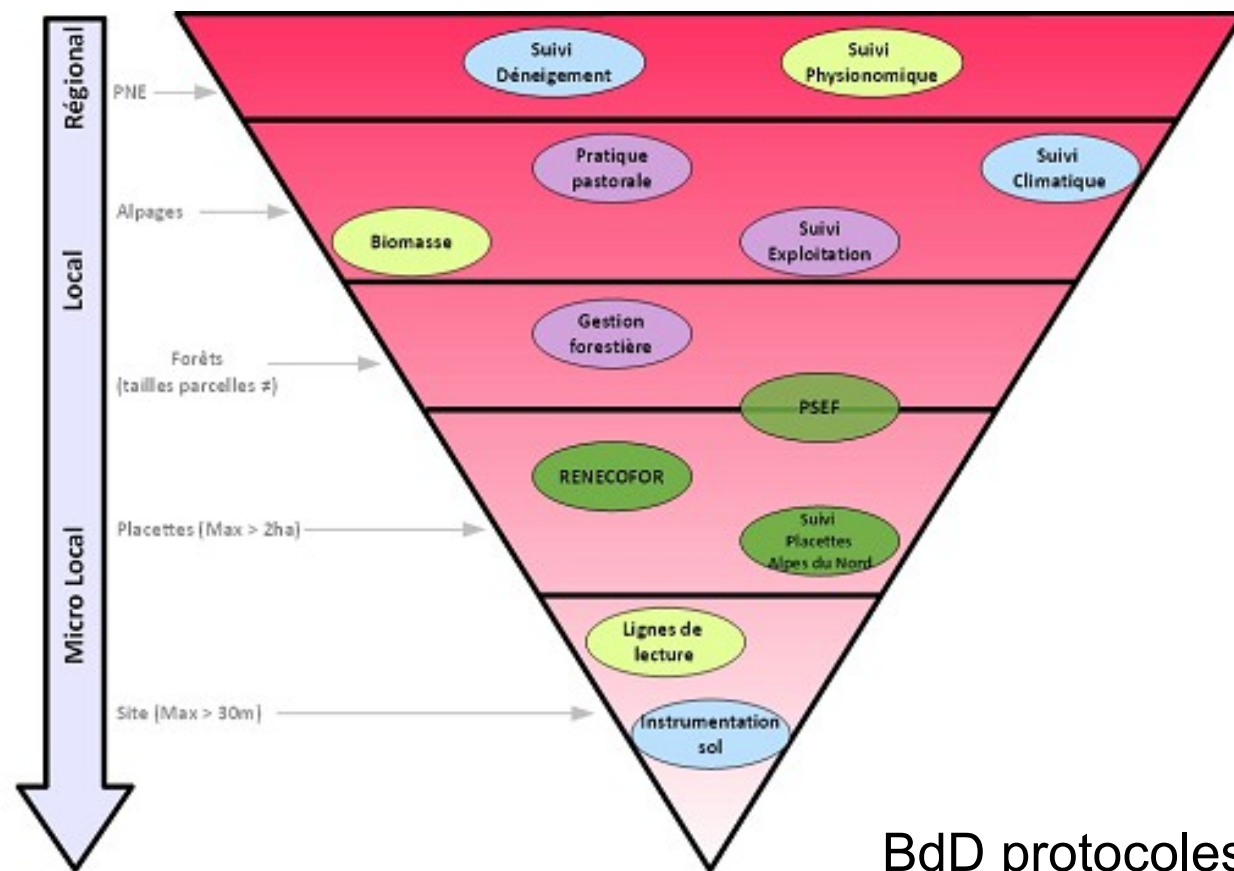 Régional
Local
Micro Local
PNE
Alpages
Forêts
(tailles parcelles ≠)
Placettes (Max > 2ha)
Site (Max > 30m)
Suivi
Déneigement
Suivi
Physionomique
Pratique
pastorale
Suivi
Climatique
Biomasse
Suivi
Exploitation
Gestion
forestière
PSEF
RENECOFOR
Suivi
Placettes
Alpes du Nord
Lignes de
lecture
Instrumentation
sol
BdD protocoles